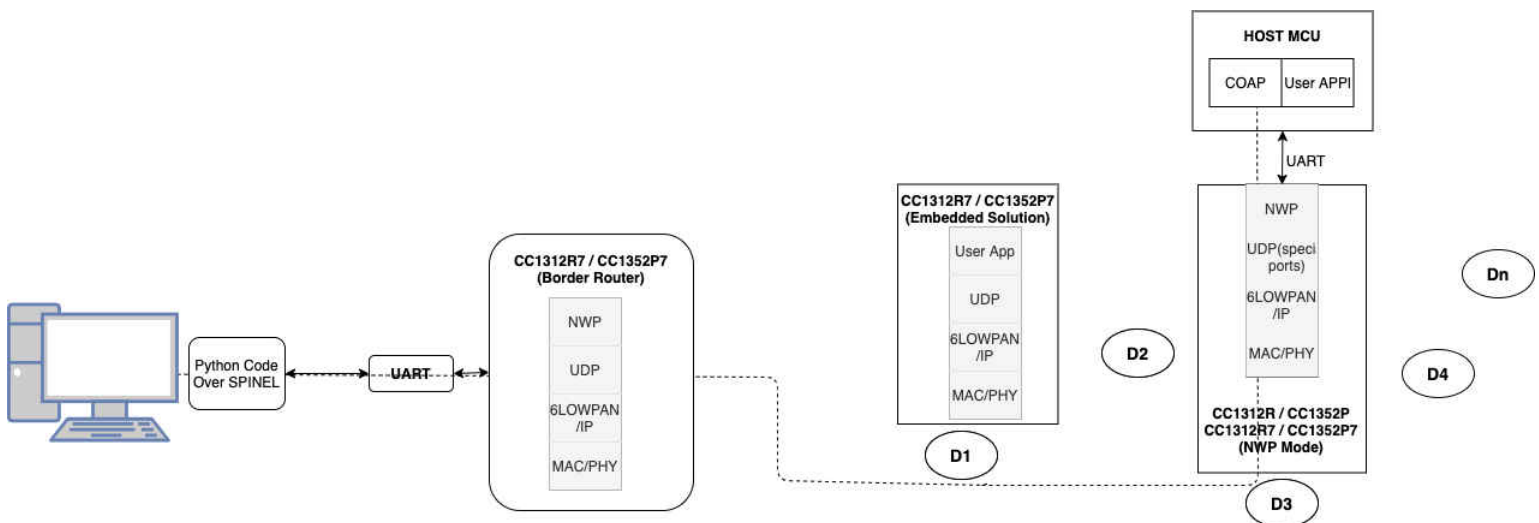 HOST MCU
COAP
User APPI
UART
CC1312R7 / CC1352P7
(Embedded Solution)
User App
UDP
6LOWPAN
/IP
MAC/PHY
NWP
UDP(speci
ports)
6LOWPAN
/IP
MAC/PHY
CC1312R / CC1352P
CC1312R7 / CC1352P7
(NWP Mode)
CC1312R7 / CC1352P7
(Border Router)
NWP
UDP
6LOWPAN
/IP
MAC/PHY
Python Code
Over SPINEL
UART
D1
D2
D3
D4
Dn